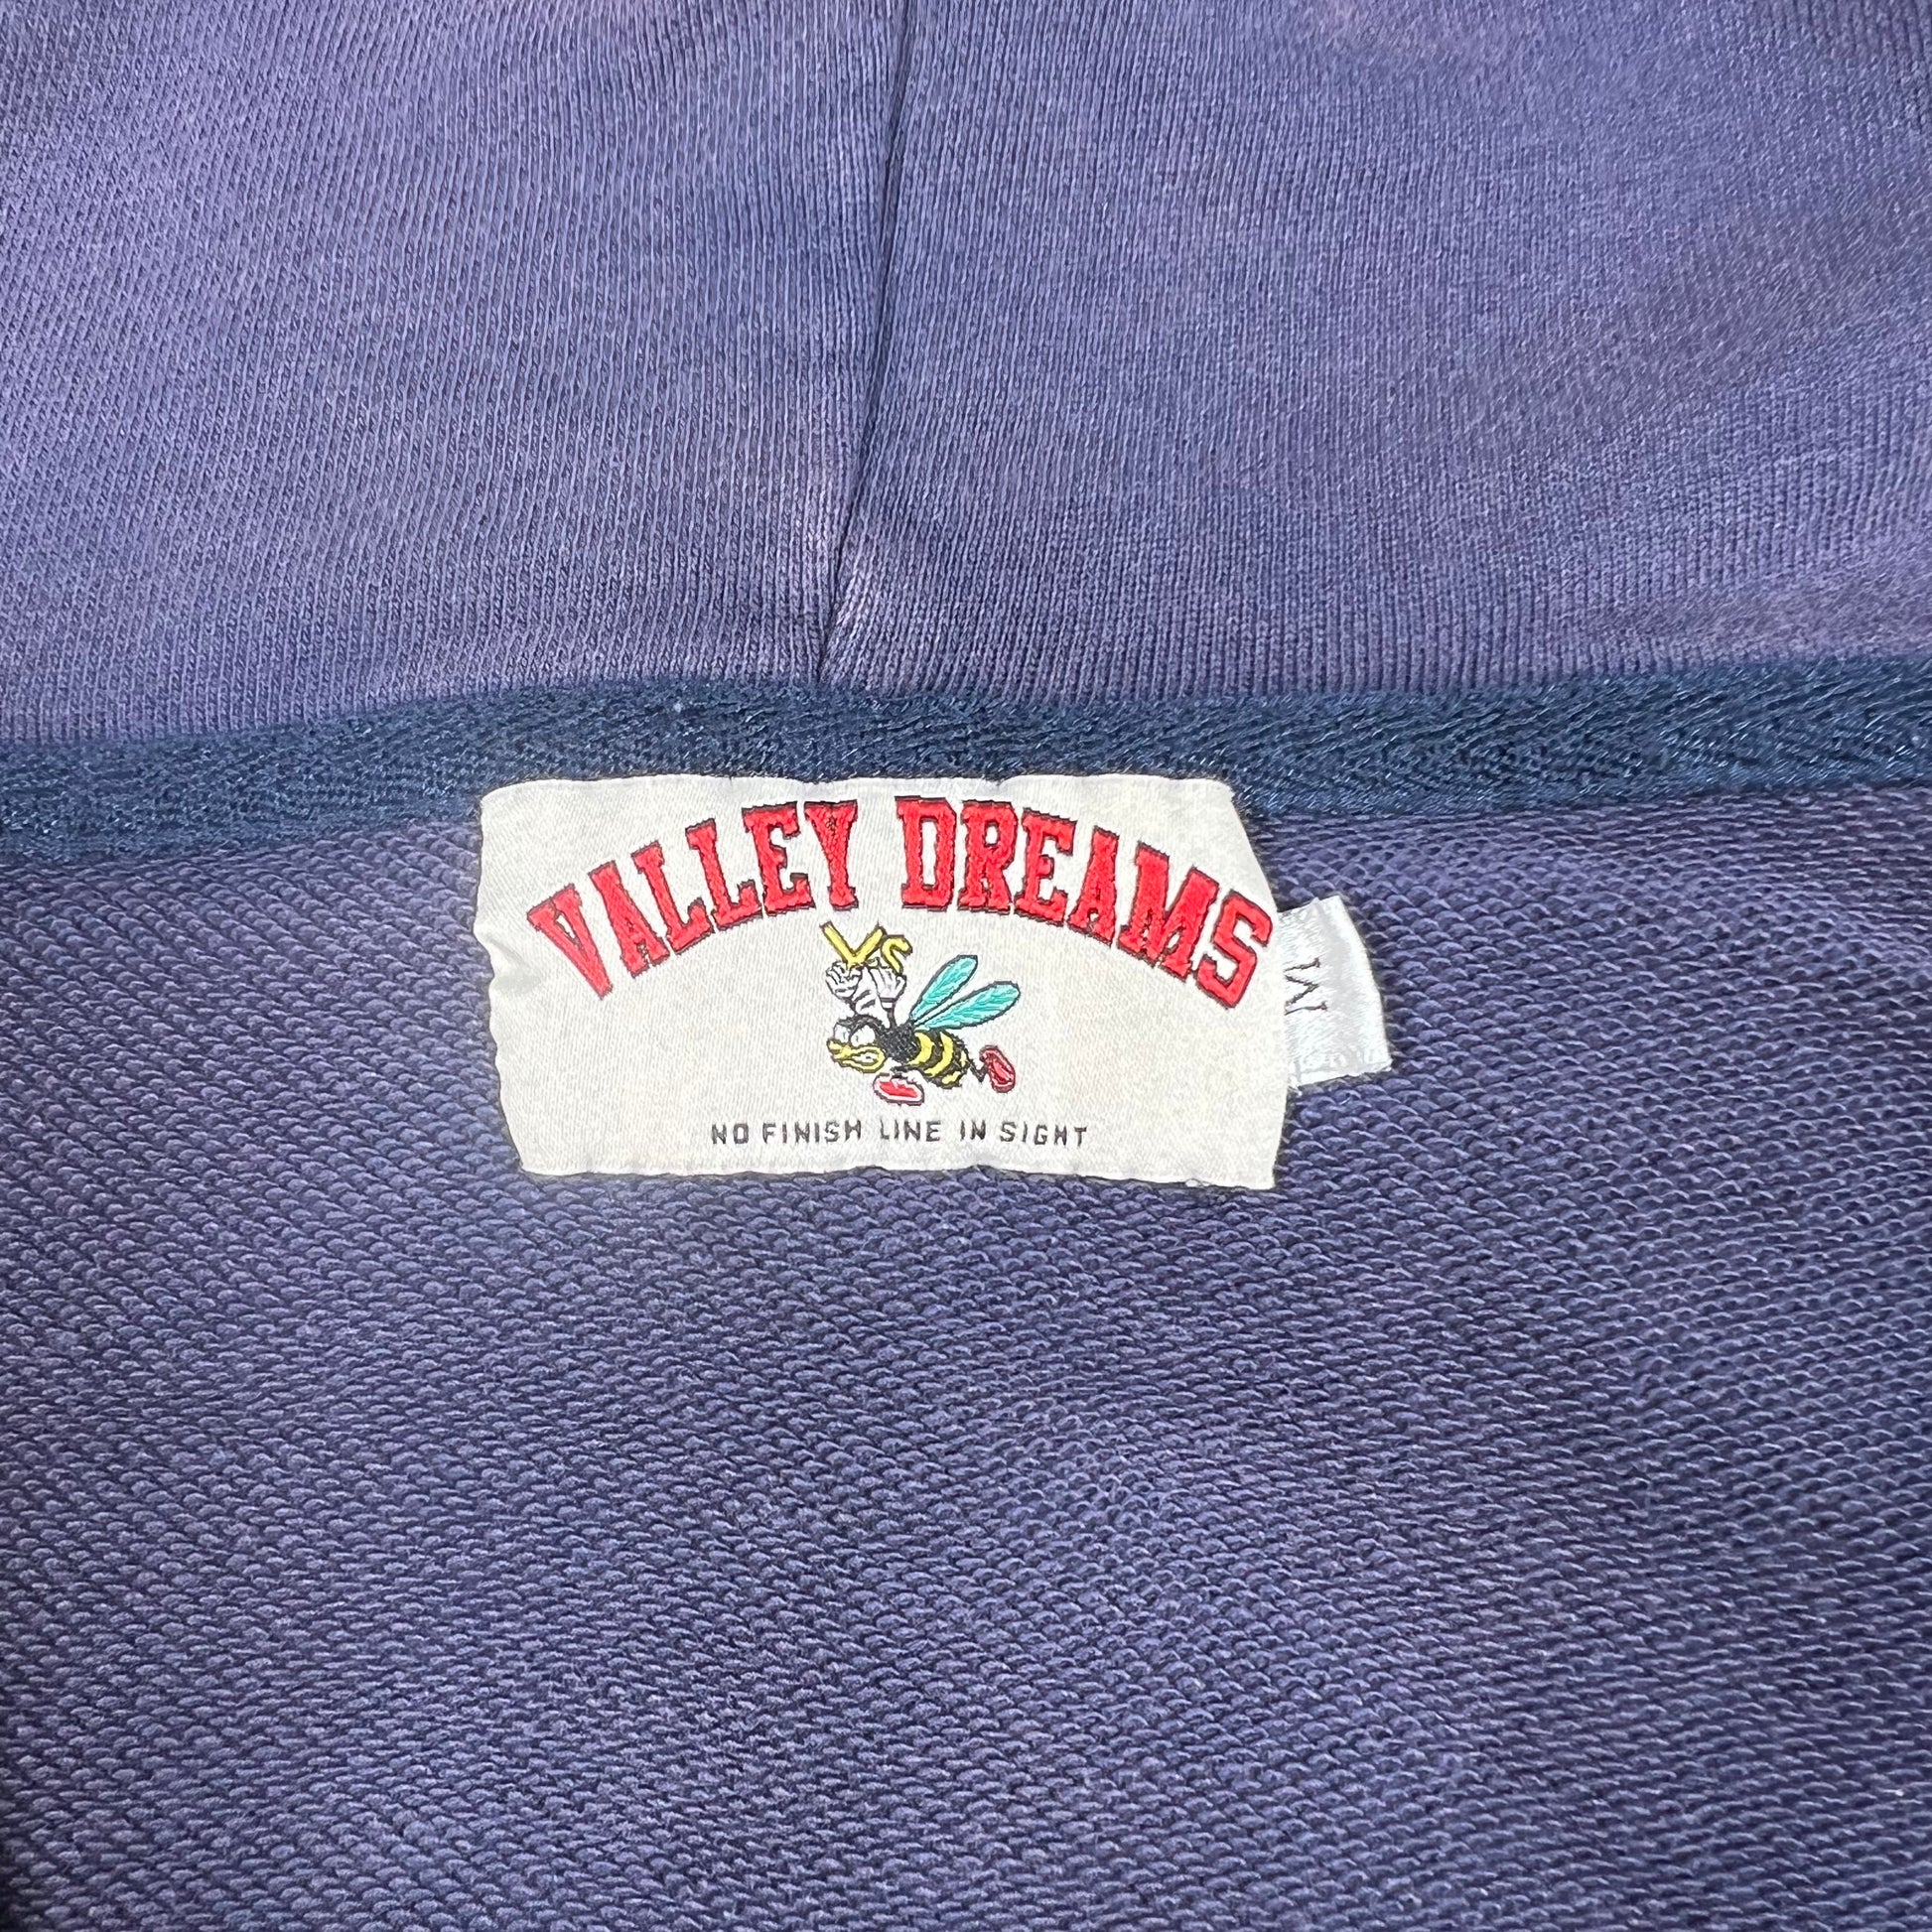 VALLEY DREAMS
VS
M
NO FINISH LINE IN SIGHT